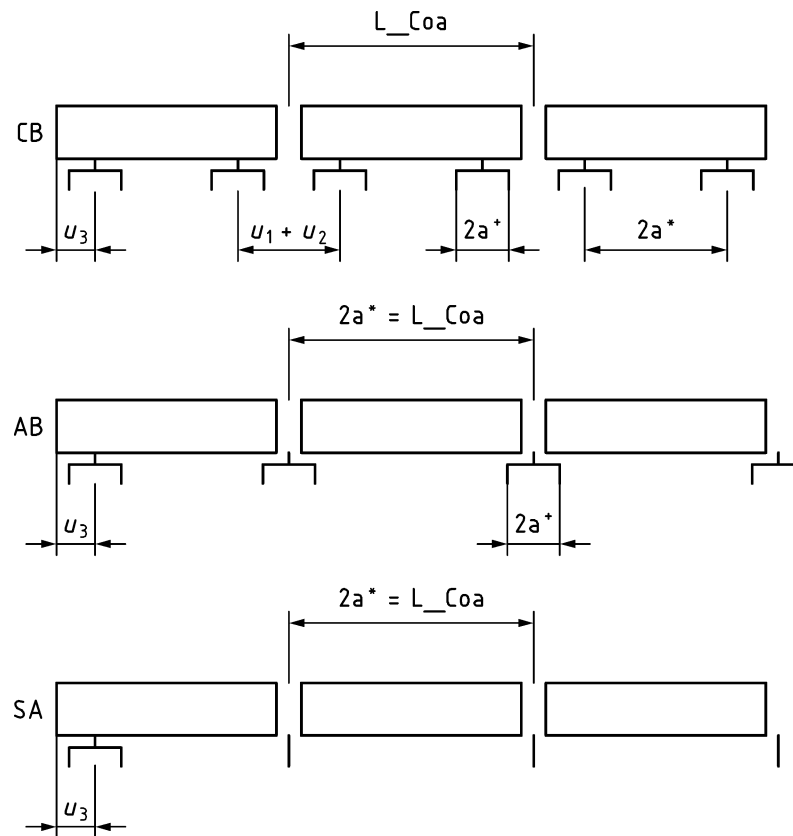 L__Coa
CB
u₃ u₁ + u₂ 2a⁺ 2a*
2a* = L__Coa
AB
u₃ 2a⁺
2a* = L__Coa
SA
u₃